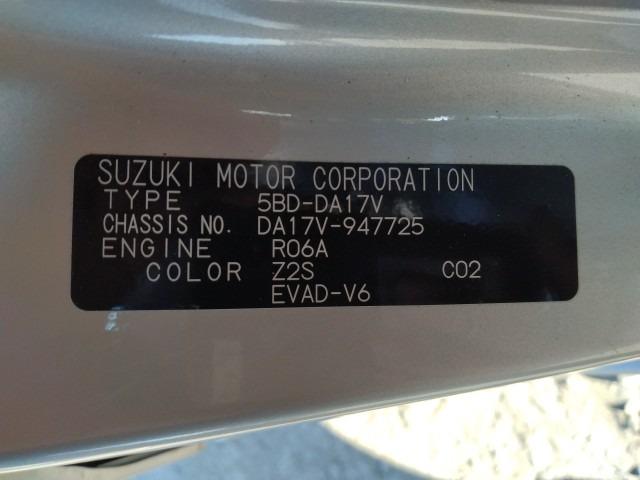 SUZUKI MOTOR CORPORATION
TYPE 5BD-DA17V
CHASSIS NO. DA17V-947725
ENGINE R06A
COLOR Z2S C02
EVAD-V6